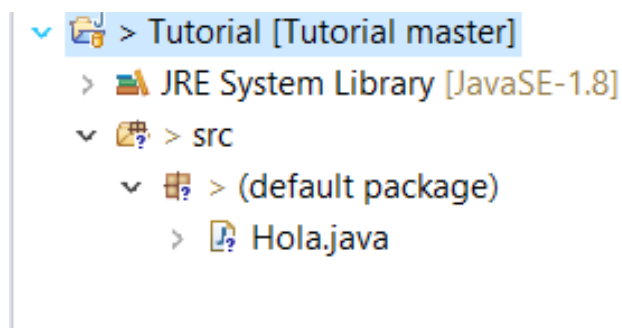 > Tutorial [Tutorial master]
JRE System Library [JavaSE-1.8]
> src
> (default package)
Hola.java